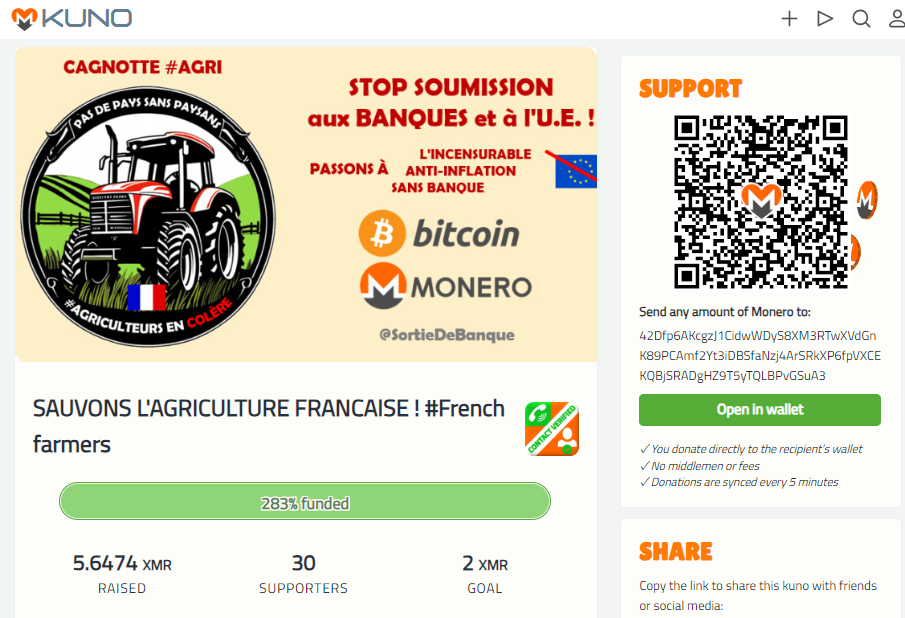 KUNO
CAGNOTTE #AGRI
PAS DE PAYS SANS PAYSANS
#AGRICULTEURS EN COLÈRE
STOP SOUMISSION
aux BANQUES et à l'U.E. !
PASSONS À
L'INCENSURABLE
ANTI-INFLATION
SANS BANQUE
bitcoin
MONERO
@SortieDeBanque
SAUVONS L'AGRICULTURE FRANCAISE ! #French
farmers
CONTACT VERIFIED
283% funded
5.6474 XMR
RAISED
30
SUPPORTERS
2 XMR
GOAL
SUPPORT
Send any amount of Monero to:
42Dfp6AKcgzJ1CidwWDyS8XM3RTwXVdGn
K89PCAmf2Yt3iDBSfaNzj4ArSRkXP6fpVXCE
KQBjSRADgHZ9T5yTQLBPvGSuA3
Open in wallet
✓ You donate directly to the recipient's wallet
✓ No middlemen or fees
✓ Donations are synced every 5 minutes
SHARE
Copy the link to share this kuno with friends
or social media: